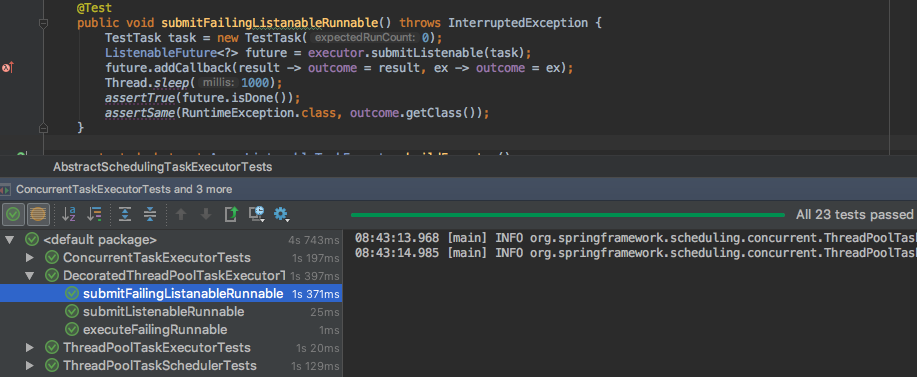 @Test
public void submitFailingListanableRunnable() throws InterruptedException {
TestTask task = new TestTask( expectedRunCount: 0);
ListenableFuture<?> future = executor.submitListenable(task);
future.addCallback(result -> outcome = result, ex -> outcome = ex);
Thread.sleep( millis: 1000);
assertTrue(future.isDone());
assertSame(RuntimeException.class, outcome.getClass());
}
AbstractSchedulingTaskExecutorTests
ConcurrentTaskExecutorTests and 3 more
All 23 tests passed
<default package> 4s 743ms
ConcurrentTaskExecutorTests 1s 197ms
DecoratedThreadPoolTaskExecutorT 1s 397ms
submitFailingListanableRunnable 1s 371ms
submitListenableRunnable 25ms
executeFailingRunnable 1ms
ThreadPoolTaskExecutorTests 1s 20ms
ThreadPoolTaskSchedulerTests 1s 129ms
08:43:13.968 [main] INFO org.springframework.scheduling.concurrent.ThreadPoolTask
08:43:14.985 [main] INFO org.springframework.scheduling.concurrent.ThreadPoolTask